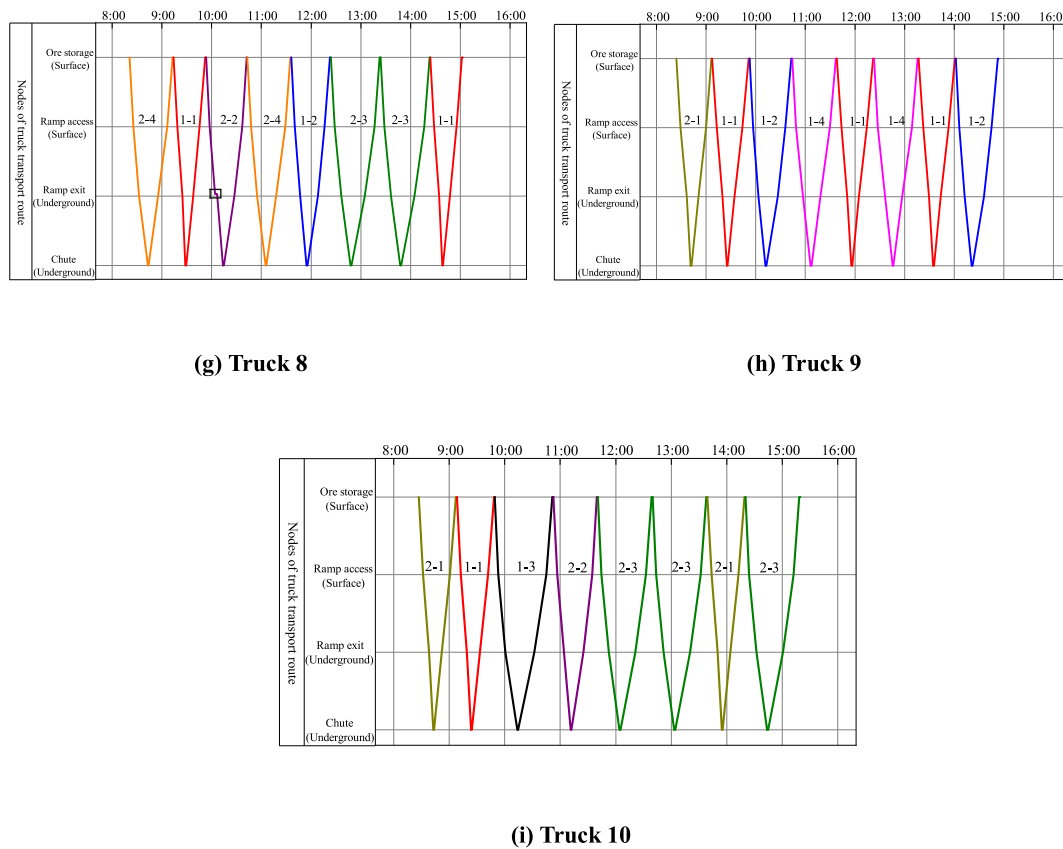 8:00 9:00 10:00 11:00 12:00 13:00 14:00 15:00 16:00
Nodes of truck transport route
Ore storage
(Surface)
Ramp access
(Surface)
2-4 1-1 2-2 2-4 1-2 2-3 2-3 1-1
Ramp exit
(Underground)
Chute
(Underground)
(g) Truck 8
8:00 9:00 10:00 11:00 12:00 13:00 14:00 15:00 16:00
Nodes of truck transport route
Ore storage
(Surface)
Ramp access
(Surface)
2-1 1-1 1-2 1-4 1-1 1-4 1-1 1-2
Ramp exit
(Underground)
Chute
(Underground)
(h) Truck 9
8:00 9:00 10:00 11:00 12:00 13:00 14:00 15:00 16:00
Nodes of truck transport route
Ore storage
(Surface)
Ramp access
(Surface)
2-1 1-1 1-3 2-2 2-3 2-3 2-1 2-3
Ramp exit
(Underground)
Chute
(Underground)
(i) Truck 10